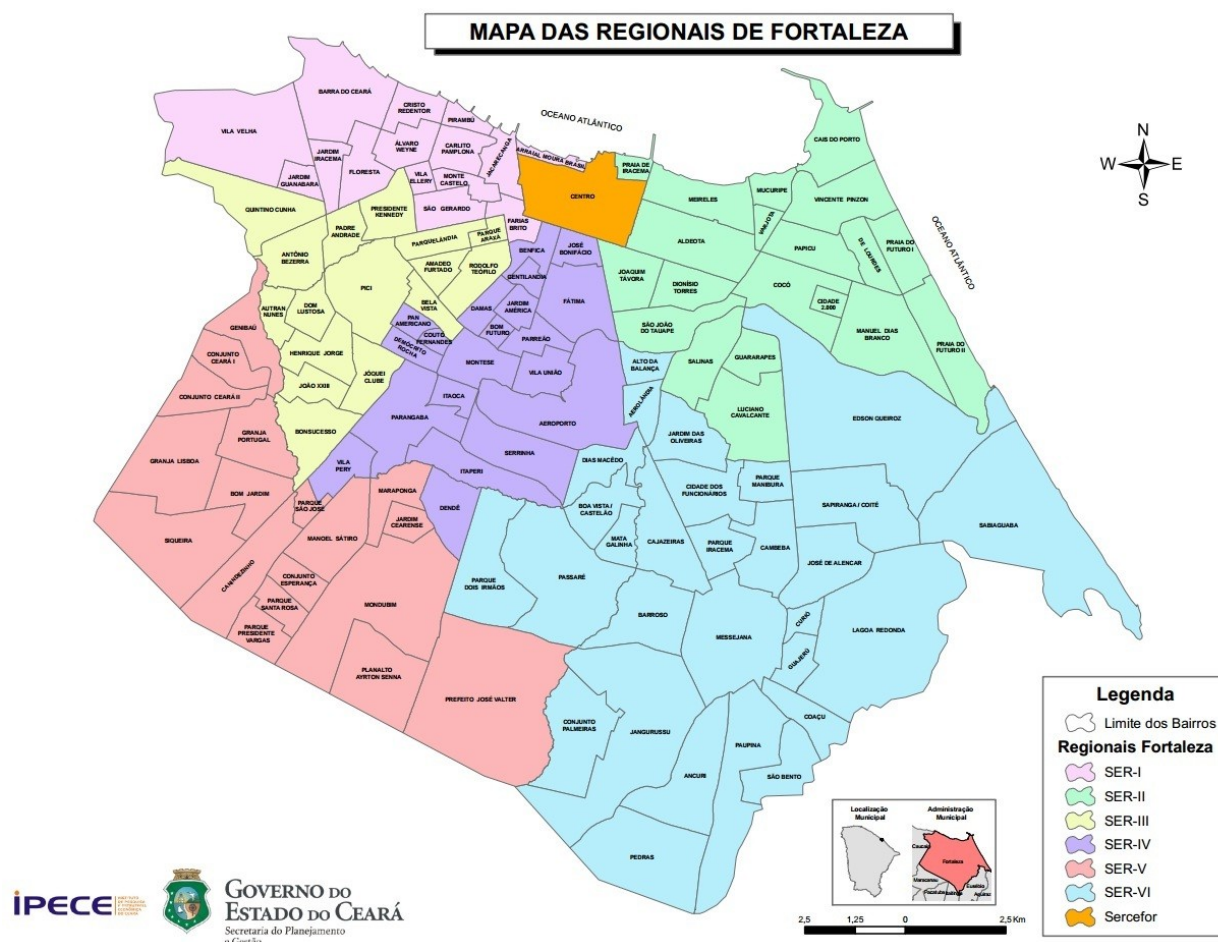 MAPA DAS REGIONAIS DE FORTALEZA
OCEANO ATLÂNTICO
N
W
E
S
BARRA DO CEARÁ
VILA VELHA
CRISTO
REDENTOR
PIRAMBÚ
JARDIM
IRACEMA
ÁLVARO
WEYNE
CARLITO
PAMPLONA
JACARECANGA
ARRAIAL MOURA BRASIL
JARDIM
GUANABARA
FLORESTA
VILA
ELLERY
MONTE
CASTELO
SÃO GERARDO
FARIAS
BRITO
CENTRO
PRAIA DE
IRACEMA
CAIS DO PORTO
MEIRELES
MUCURIPE
VARJOTA
VINCENTE PINZON
ALDEOTA
PAPICU
DE LOURDES
PRAIA DO
FUTURO I
OCEANO ATLÂNTICO
JOAQUIM
TÁVORA
DIONÍSIO
TORRES
COCÓ
CIDADE
2.000
MANUEL DIAS
BRANCO
PRAIA DO
FUTURO II
SÃO JOÃO
DO TAUAPE
SALINAS
GUARARAPES
LUCIANO
CAVALCANTE
QUINTINO CUNHA
PADRE
ANDRADE
PRESIDENTE
KENNEDY
PARQUELÂNDIA
PARQUE
ARAXÁ
ANTÔNIO
BEZERRA
AMADEO
FURTADO
RODOLFO
TEÓFILO
PICI
BELA
VISTA
AUTRAN
NUNES
DOM
LUSTOSA
HENRIQUE JORGE
JOÃO XXIII
JÓQUEI
CLUBE
BONSUCESSO
BENFICA
JOSÉ
BONIFÁCIO
GENTILANDIA
FÁTIMA
DAMAS
JARDIM
AMÉRICA
PAN
AMERICANO
COUTO
FERNANDES
DEMÓCRITO
ROCHA
BOM
FUTURO
PARREÃO
MONTESE
VILA UNIÃO
ITAOCA
PARANGABA
AEROPORTO
SERRINHA
ITAPERI
VILA
PERY
DENDÊ
GENIBAÚ
CONJUNTO
CEARÁ I
CONJUNTO CEARÁ II
GRANJA
PORTUGAL
GRANJA LISBOA
BOM JARDIM
SIQUEIRA
PARQUE
SÃO JOSÉ
CANINDEZINHO
MARAPONGA
JARDIM
CEARENSE
MANOEL SÁTIRO
CONJUNTO
ESPERANÇA
PARQUE
SANTA ROSA
PARQUE
PRESIDENTE
VARGAS
MONDUBIM
PLANALTO
AYRTON SENNA
PREFEITO JOSÉ VALTER
ALTO DA
BALANÇA
AEROLÂNDIA
EDSON QUEIROZ
JARDIM DAS
OLIVEIRAS
DIAS MACÊDO
CIDADE DOS
FUNCIONÁRIOS
PARQUE
MANIBURA
SAPIRANGA / COITÉ
SABIAGUABA
BOA VISTA /
CASTELÃO
MATA
GALINHA
CAJAZEIRAS
PARQUE
IRACEMA
CAMBEBA
JOSÉ DE ALENCAR
PARQUE
DOIS IRMÃOS
PASSARÉ
BARROSO
MESSEJANA
CURIÓ
GUAJERÚ
LAGOA REDONDA
CONJUNTO
PALMEIRAS
JANGURUSSU
PAUPINA
COAÇU
ANCURI
SÃO BENTO
PEDRAS
Legenda
Limite dos Bairros
Regionais Fortaleza
SER-I
SER-II
SER-III
SER-IV
SER-V
SER-VI
Sercefor
Localização
Municipal
Administração
Municipal
Caucaia
Fortaleza
Eusébio
2,5 1,25 0 2,5 Km
iPECE
GOVERNO DO
ESTADO DO CEARÁ
Secretaria do Planejamento
e Gestão